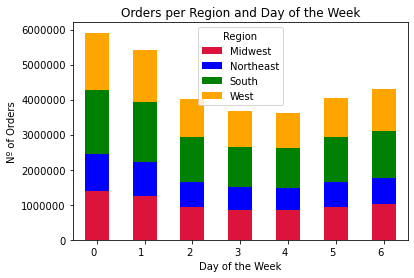 Orders per Region and Day of the Week
Region
Midwest
Northeast
South
West
Nº of Orders
6000000
5000000
4000000
3000000
2000000
1000000
0
0 1 2 3 4 5 6
Day of the Week